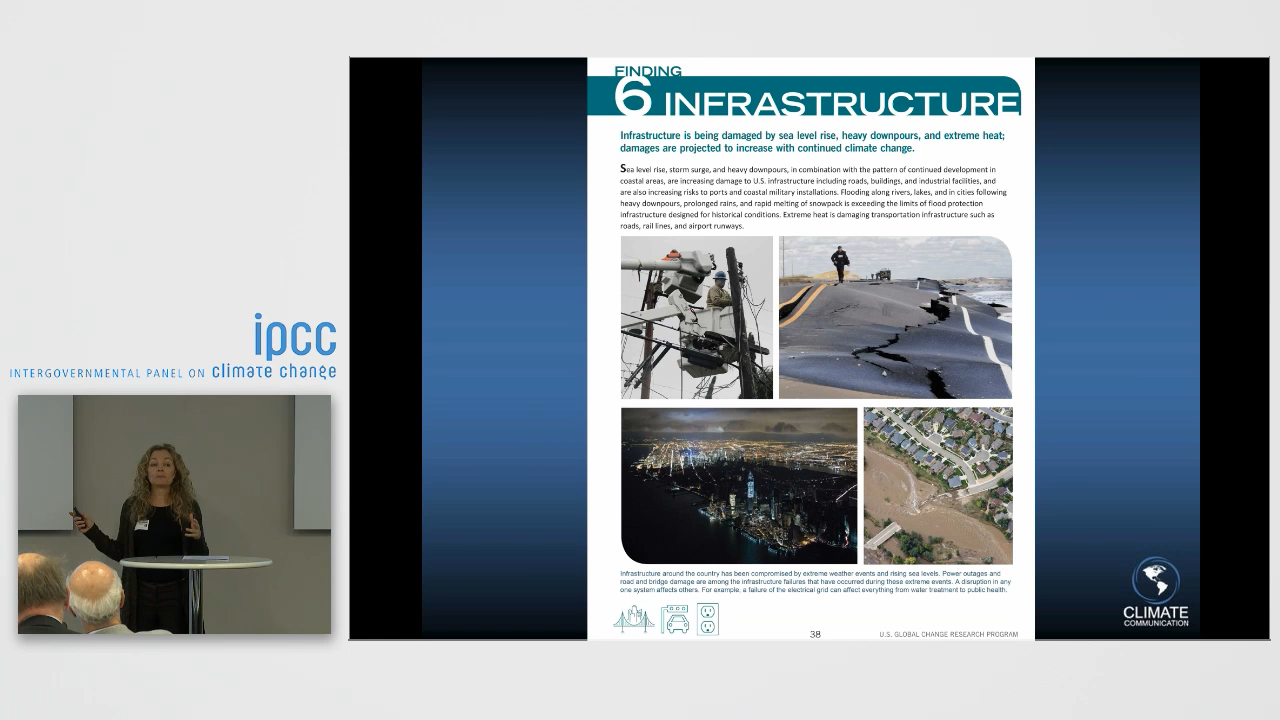 FINDING
6 INFRASTRUCTURE
Infrastructure is being damaged by sea level rise, heavy downpours, and extreme heat;
damages are projected to increase with continued climate change.
Sea level rise, storm surge, and heavy downpours, in combination with the pattern of continued development in
coastal areas, are increasing damage to U.S. infrastructure including roads, buildings, and industrial facilities, and
are also increasing risks to ports and coastal military installations. Flooding along rivers, lakes, and in cities following
heavy downpours, prolonged rains, and rapid melting of snowpack is exceeding the limits of flood protection
infrastructure designed for historical conditions. Extreme heat is damaging transportation infrastructure such as
roads, rail lines, and airport runways.
ipcc
INTERGOVERNMENTAL PANEL ON climate change
Infrastructure around the country has been compromised by extreme weather events and rising sea levels. Power outages and
road and bridge damage are among the infrastructure failures that have occurred during these extreme events. A disruption in any
one system affects others. For example, a failure of the electrical grid can affect everything from water treatment to public health.
38
U.S. GLOBAL CHANGE RESEARCH PROGRAM
CLIMATE
COMMUNICATION